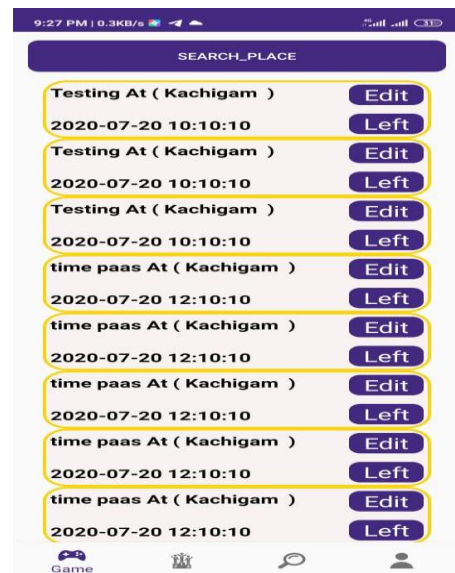 9:27 PM | 0.3KB/s
SEARCH_PLACE
Testing At ( Kachigam )
Edit
2020-07-20 10:10:10
Left
Testing At ( Kachigam )
Edit
2020-07-20 10:10:10
Left
Testing At ( Kachigam )
Edit
2020-07-20 10:10:10
Left
time paas At ( Kachigam )
Edit
2020-07-20 12:10:10
Left
time paas At ( Kachigam )
Edit
2020-07-20 12:10:10
Left
time paas At ( Kachigam )
Edit
2020-07-20 12:10:10
Left
time paas At ( Kachigam )
Edit
2020-07-20 12:10:10
Left
time paas At ( Kachigam )
Edit
2020-07-20 12:10:10
Left
Game